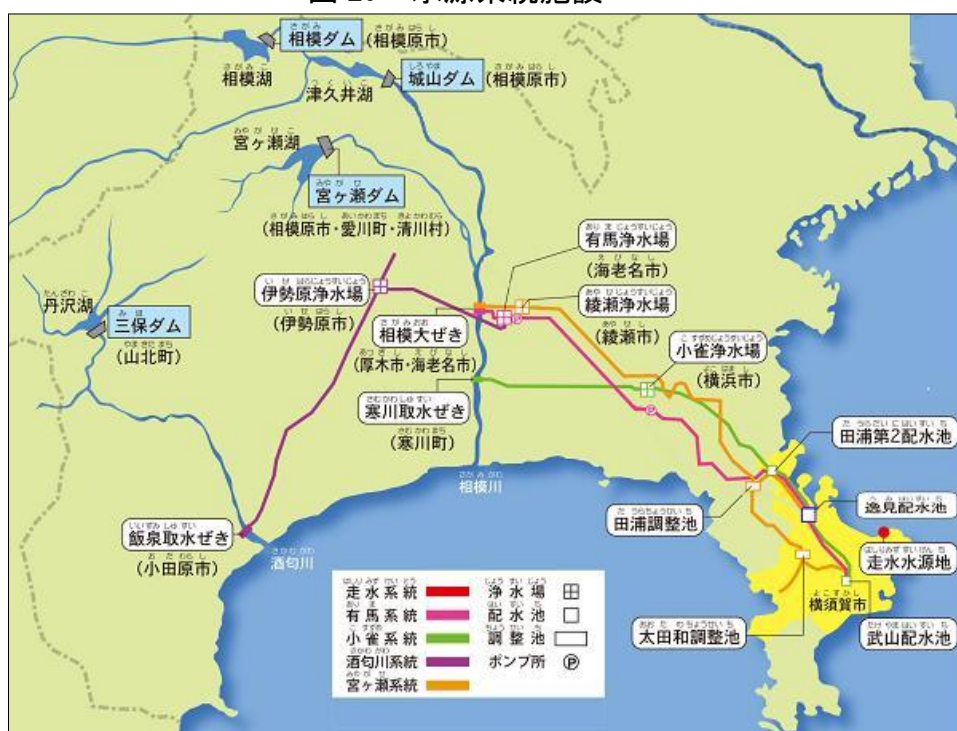 相模ダム
(相模原市)
相模湖
津久井湖
城山ダム
(相模原市)
宮ヶ瀬湖
宮ヶ瀬ダム
(相模原市・愛川町・清川村)
有馬浄水場
(海老名市)
伊勢原浄水場
(伊勢原市)
綾瀬浄水場
(綾瀬市)
丹沢湖
三保ダム
(山北町)
相模大ぜき
(厚木市・海老名市)
小雀浄水場
(横浜市)
寒川取水ぜき
(寒川町)
田浦第2配水池
相模川
逸見配水池
田浦調整池
飯泉取水ぜき
(小田原市)
酒匂川
走水水源地
横須賀市
太田和調整池
武山配水池
走水系統
有馬系統
小雀系統
酒匂川系統
宮ヶ瀬系統
浄水場
配水池
調整池
ポンプ所 Ⓟ